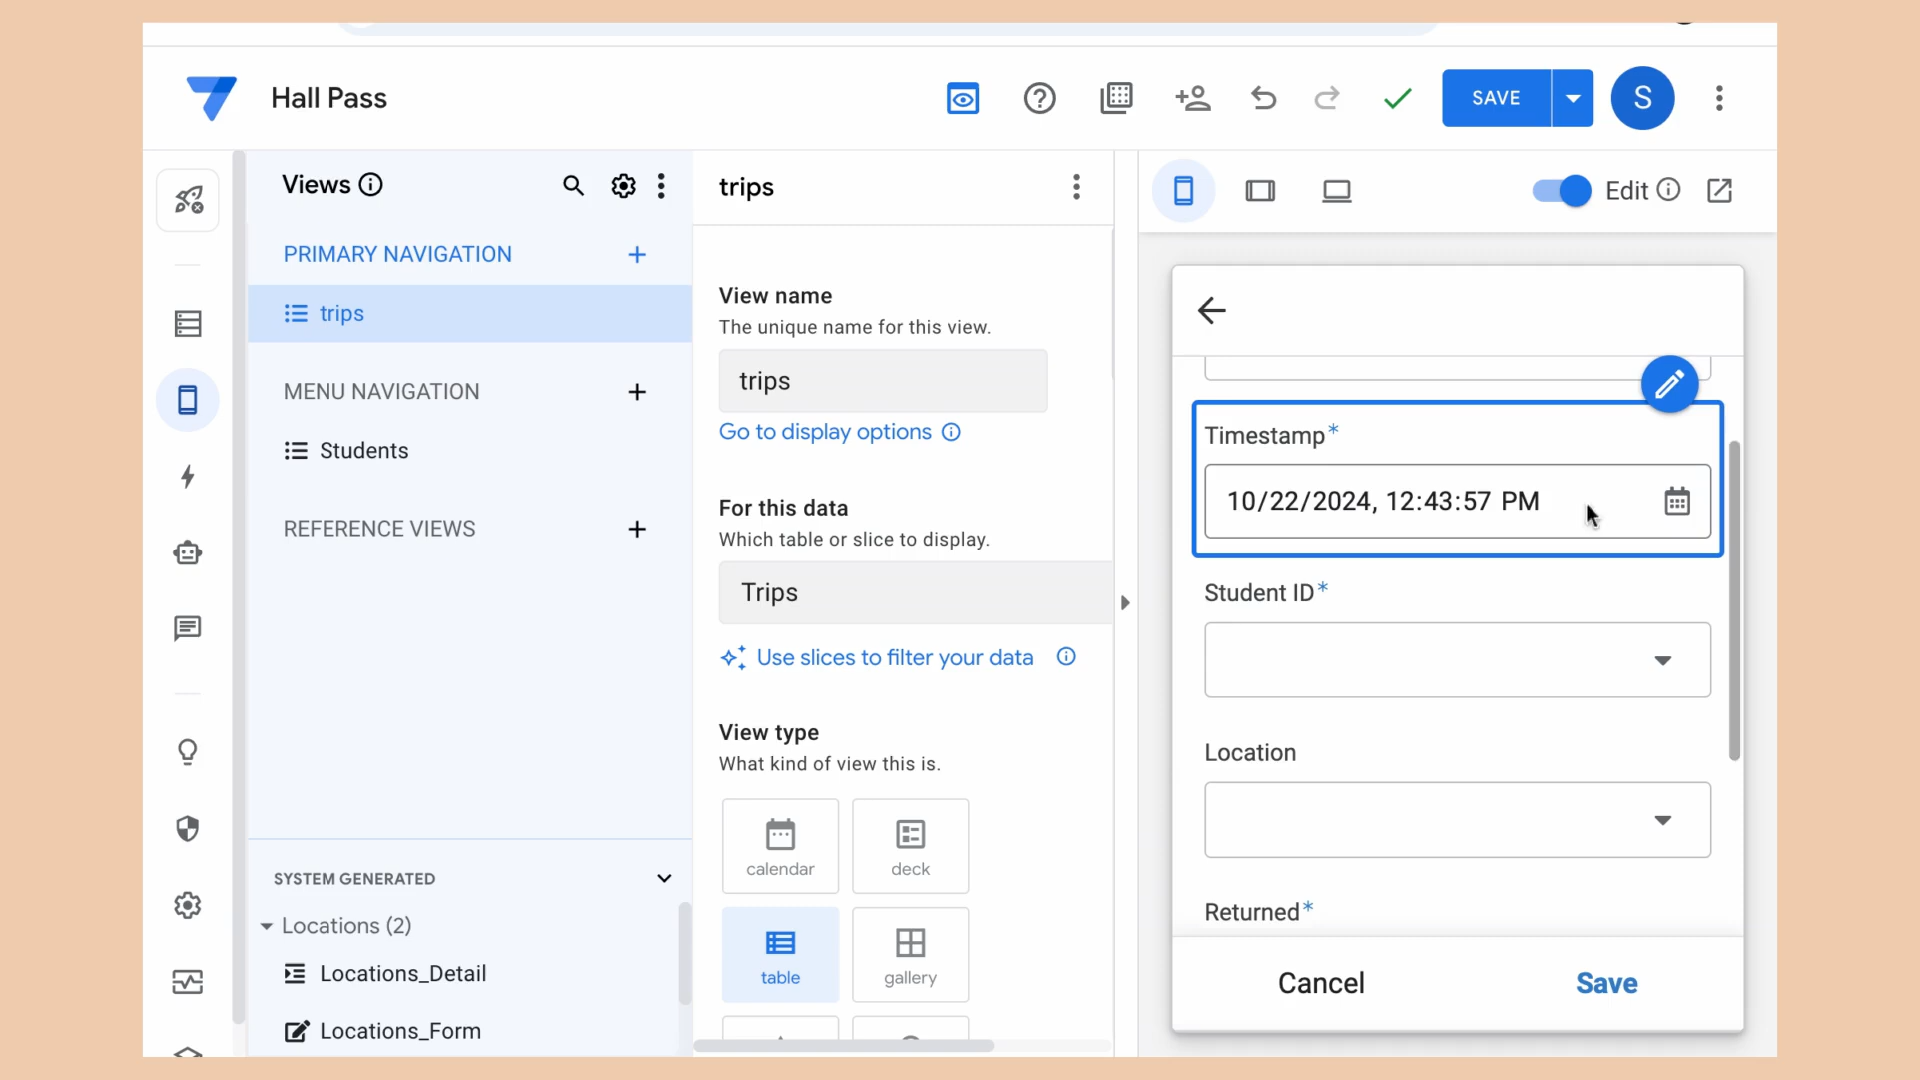 Hall Pass
SAVE
S
Views
PRIMARY NAVIGATION
trips
MENU NAVIGATION
Students
REFERENCE VIEWS
SYSTEM GENERATED
Locations (2)
Locations_Detail
Locations_Form
trips
View name
The unique name for this view.
trips
Go to display options
For this data
Which table or slice to display.
Trips
Use slices to filter your data
View type
What kind of view this is.
calendar
deck
table
gallery
Edit
Timestamp*
10/22/2024, 12:43:57 PM
Student ID*
Location
Returned*
Cancel
Save